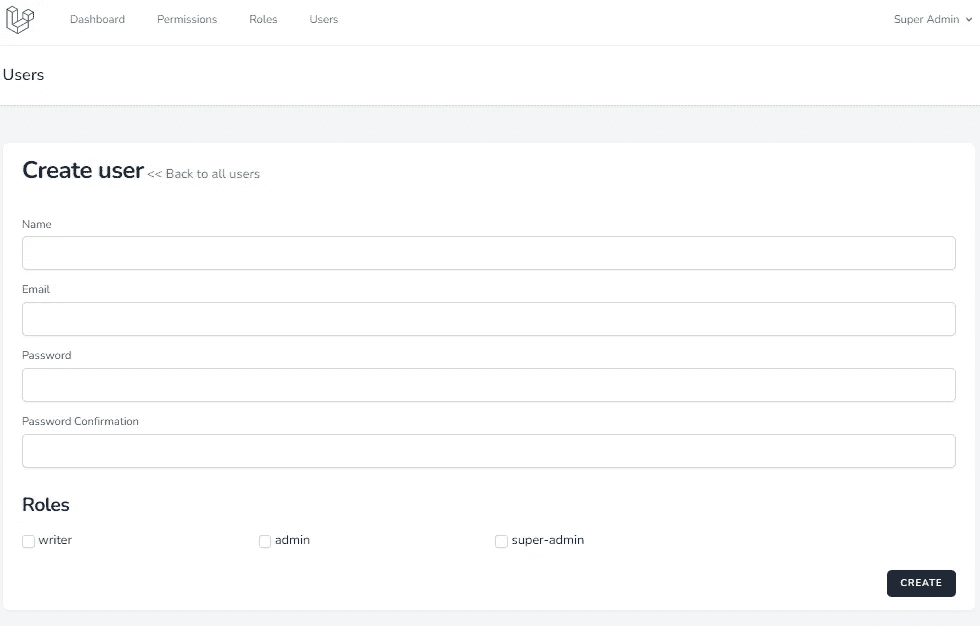 Dashboard Permissions Roles Users Super Admin
Users
Create user << Back to all users
Name
Email
Password
Password Confirmation
Roles
writer admin super-admin
CREATE